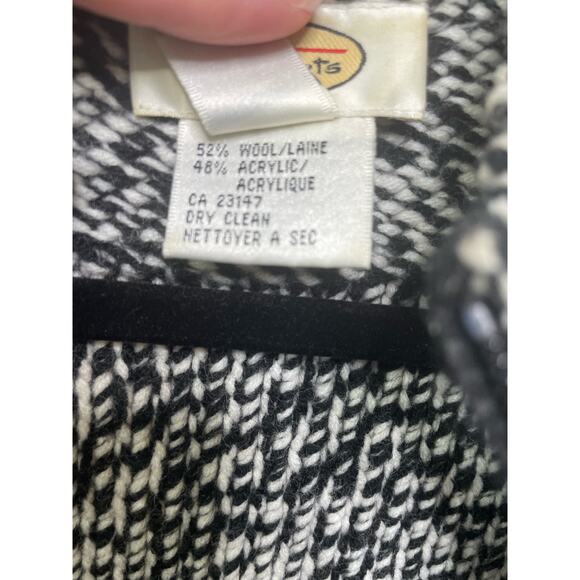 52% WOOL/LAINE
48% ACRYLIC/
ACRYLIQUE
CA 23147
DRY CLEAN
NETTOYER A SEC